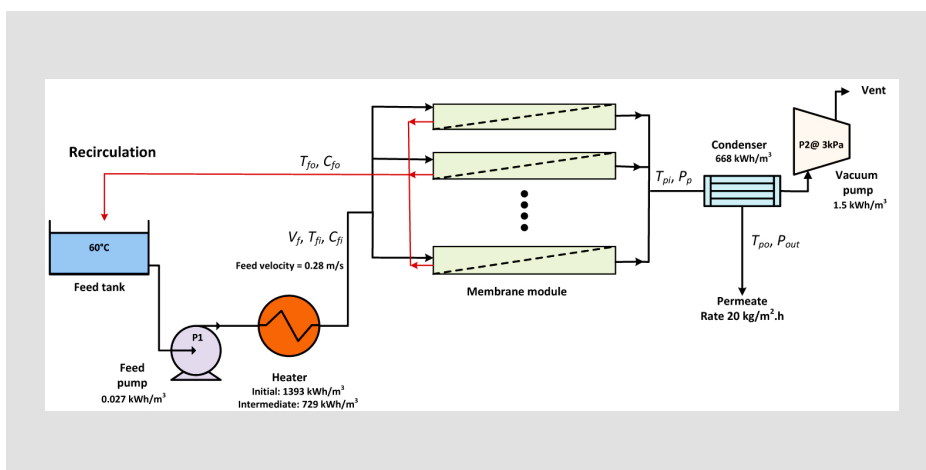 Vent
P2@ 3kPa
Vacuum
pump
1.5 kWh/m³
Condenser
668 kWh/m³
Recirculation
Tfo, Cfo
Tpi, Pp
60°C
Feed tank
Vf, Tfi, Cfi
Feed velocity = 0.28 m/s
Tpo, Pout
Membrane module
Permeate
Rate 20 kg/m².h
P1
Feed
pump
0.027 kWh/m³
Heater
Initial: 1393 kWh/m³
Intermediate: 729 kWh/m³